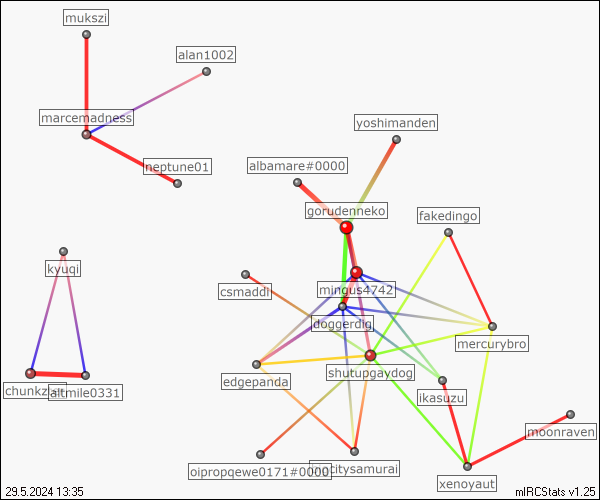 mukszi
alan1002
marcemadness
yoshimanden
neptune01
albamare#0000
gorudenneko
fakedingo
kyuqi
csmaddi
mingus4742
doggerdig
mercurybro
chunkz
altmile0331
edgepanda
shutupgaydog
ikasuzu
moonraven
oipropqewe0171#0000
citysamurai
xenoyaut
29.5.2024 13:35
mIRCStats v1.25